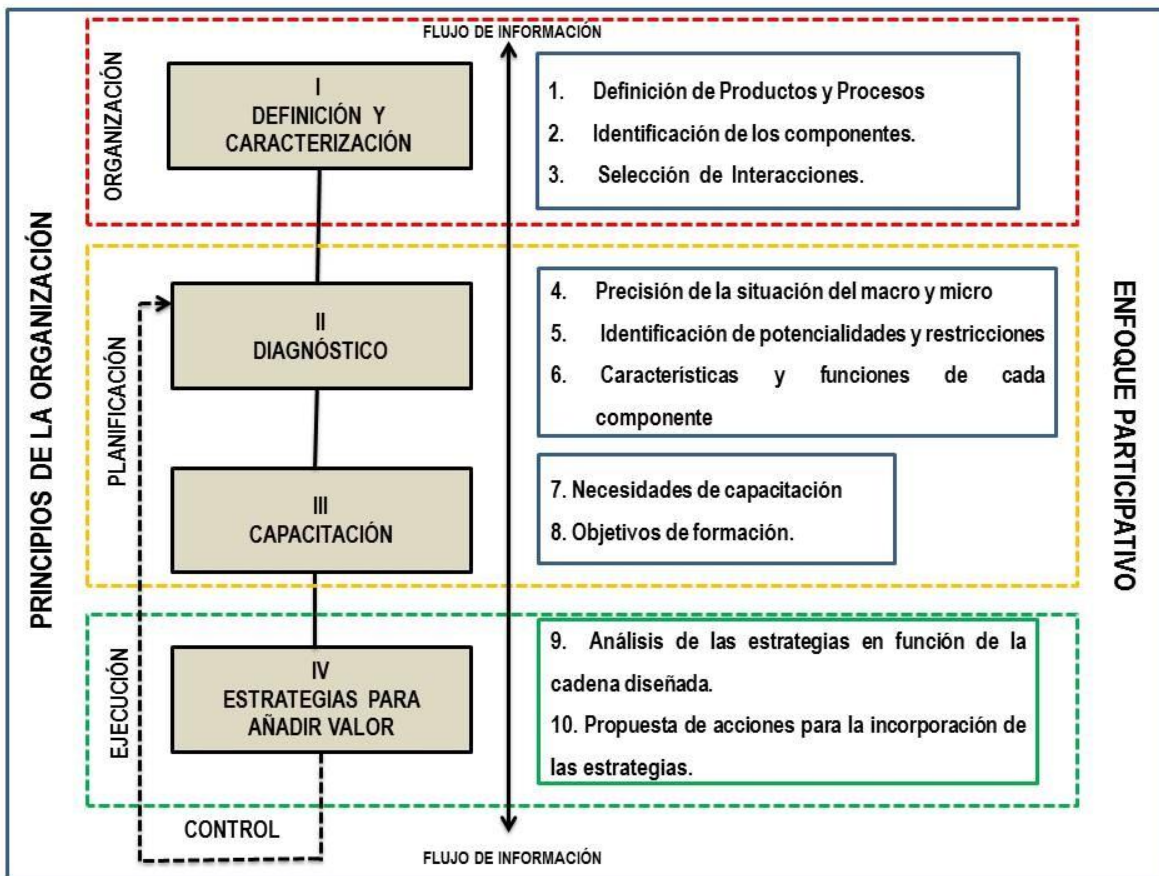 FLUJO DE INFORMACIÓN
PRINCIPIOS DE LA ORGANIZACIÓN
ORGANIZACIÓN
I
DEFINICIÓN Y
CARACTERIZACIÓN
1. Definición de Productos y Procesos
2. Identificación de los componentes.
3. Selección de Interacciones.
PLANIFICACIÓN
II
DIAGNÓSTICO
4. Precisión de la situación del macro y micro
5. Identificación de potencialidades y restricciones
6. Características y funciones de cada
componente
III
CAPACITACIÓN
7. Necesidades de capacitación
8. Objetivos de formación.
EJECUCIÓN
IV
ESTRATEGIAS PARA
AÑADIR VALOR
9. Análisis de las estrategias en función de la
cadena diseñada.
10. Propuesta de acciones para la incorporación de
las estrategias.
CONTROL
FLUJO DE INFORMACIÓN
ENFOQUE PARTICIPATIVO